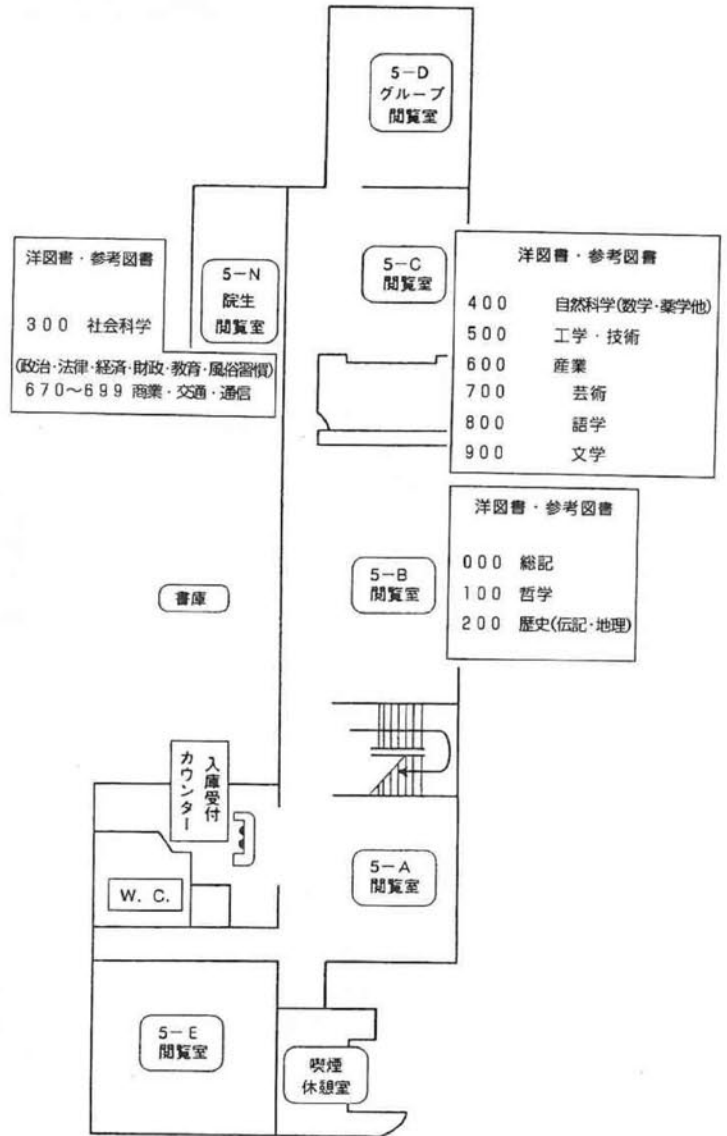 5-D
グループ
閲覧室
洋図書・参考図書
300 社会科学
(政治・法律・経済・財政・教育・風俗習慣)
670～699 商業・交通・通信
5-N
院生
閲覧室
5-C
閲覧室
洋図書・参考図書
400 自然科学(数学・薬学他)
500 工学・技術
600 産業
700 芸術
800 語学
900 文学
洋図書・参考図書
000 総記
100 哲学
200 歴史(伝記・地理)
5-B
閲覧室
書庫
入庫受付
カウンター
W. C.
5-A
閲覧室
5-E
閲覧室
喫煙
休憩室